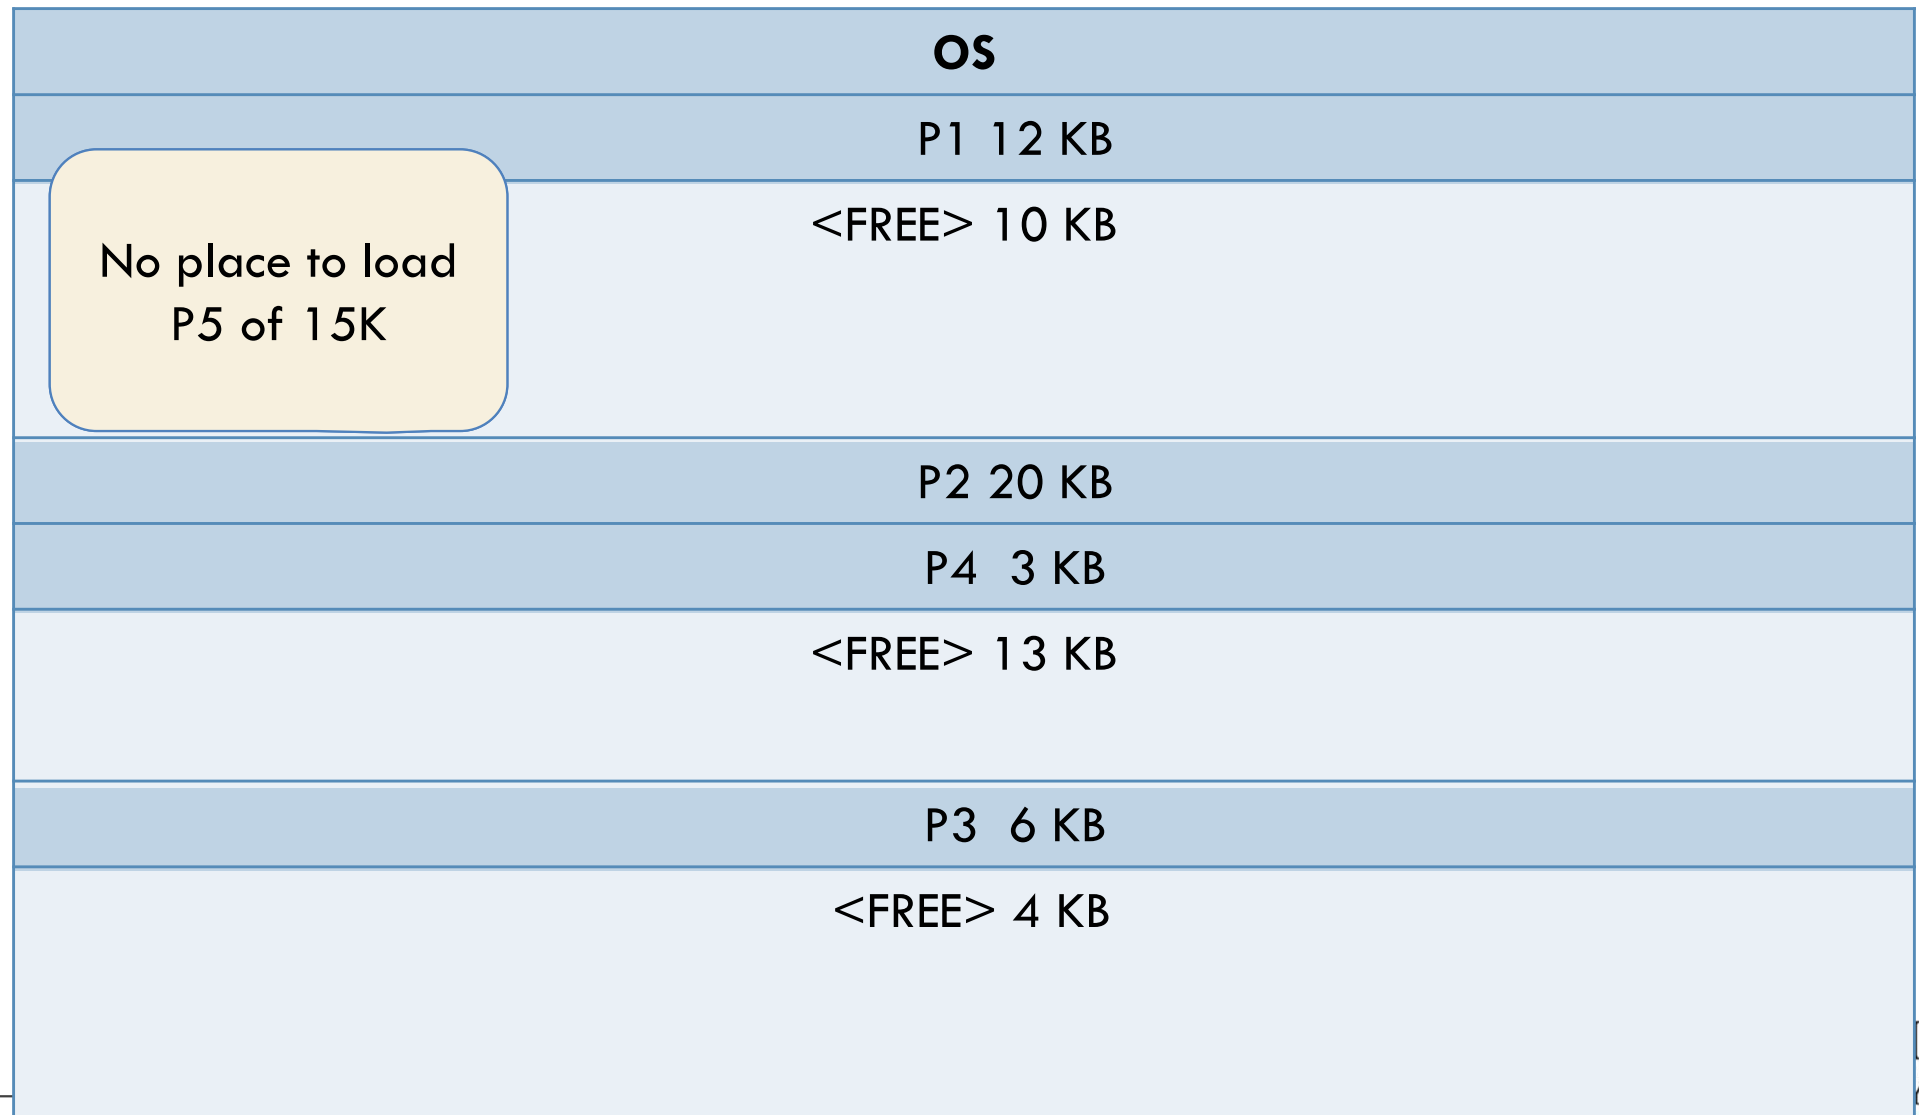 OS
P1 12 KB
<FREE> 10 KB
No place to load
P5 of 15K
P2 20 KB
P4 3 KB
<FREE> 13 KB
P3 6 KB
<FREE> 4 KB